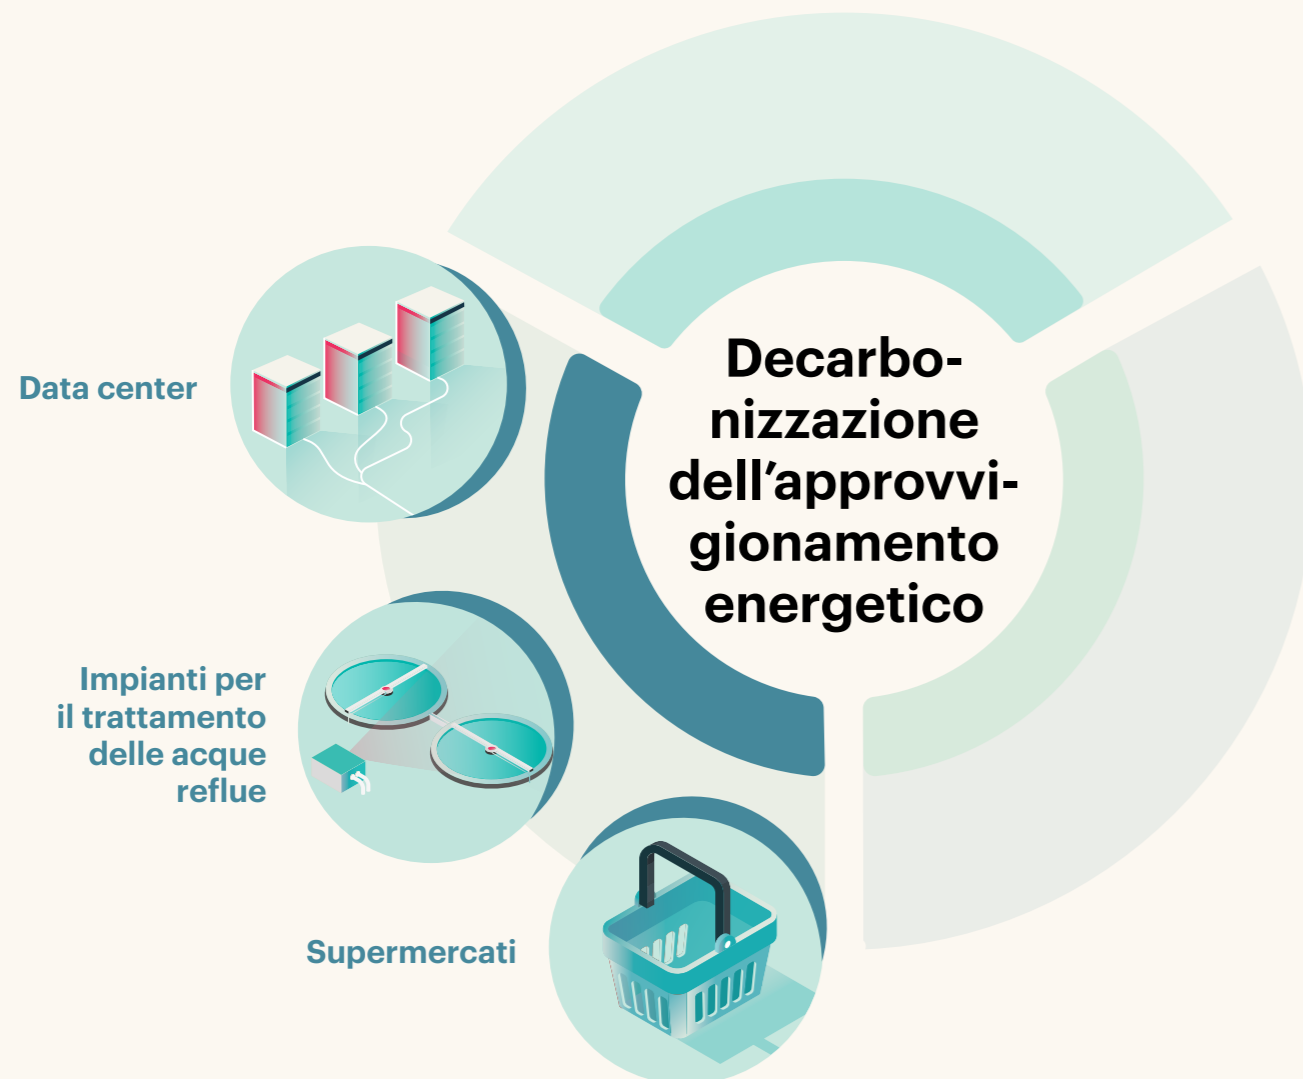 Decarbo-
nizzazione
dell’approvvi-
gionamento
energetico
Data center
Impianti per
il trattamento
delle acque
reflue
Supermercati